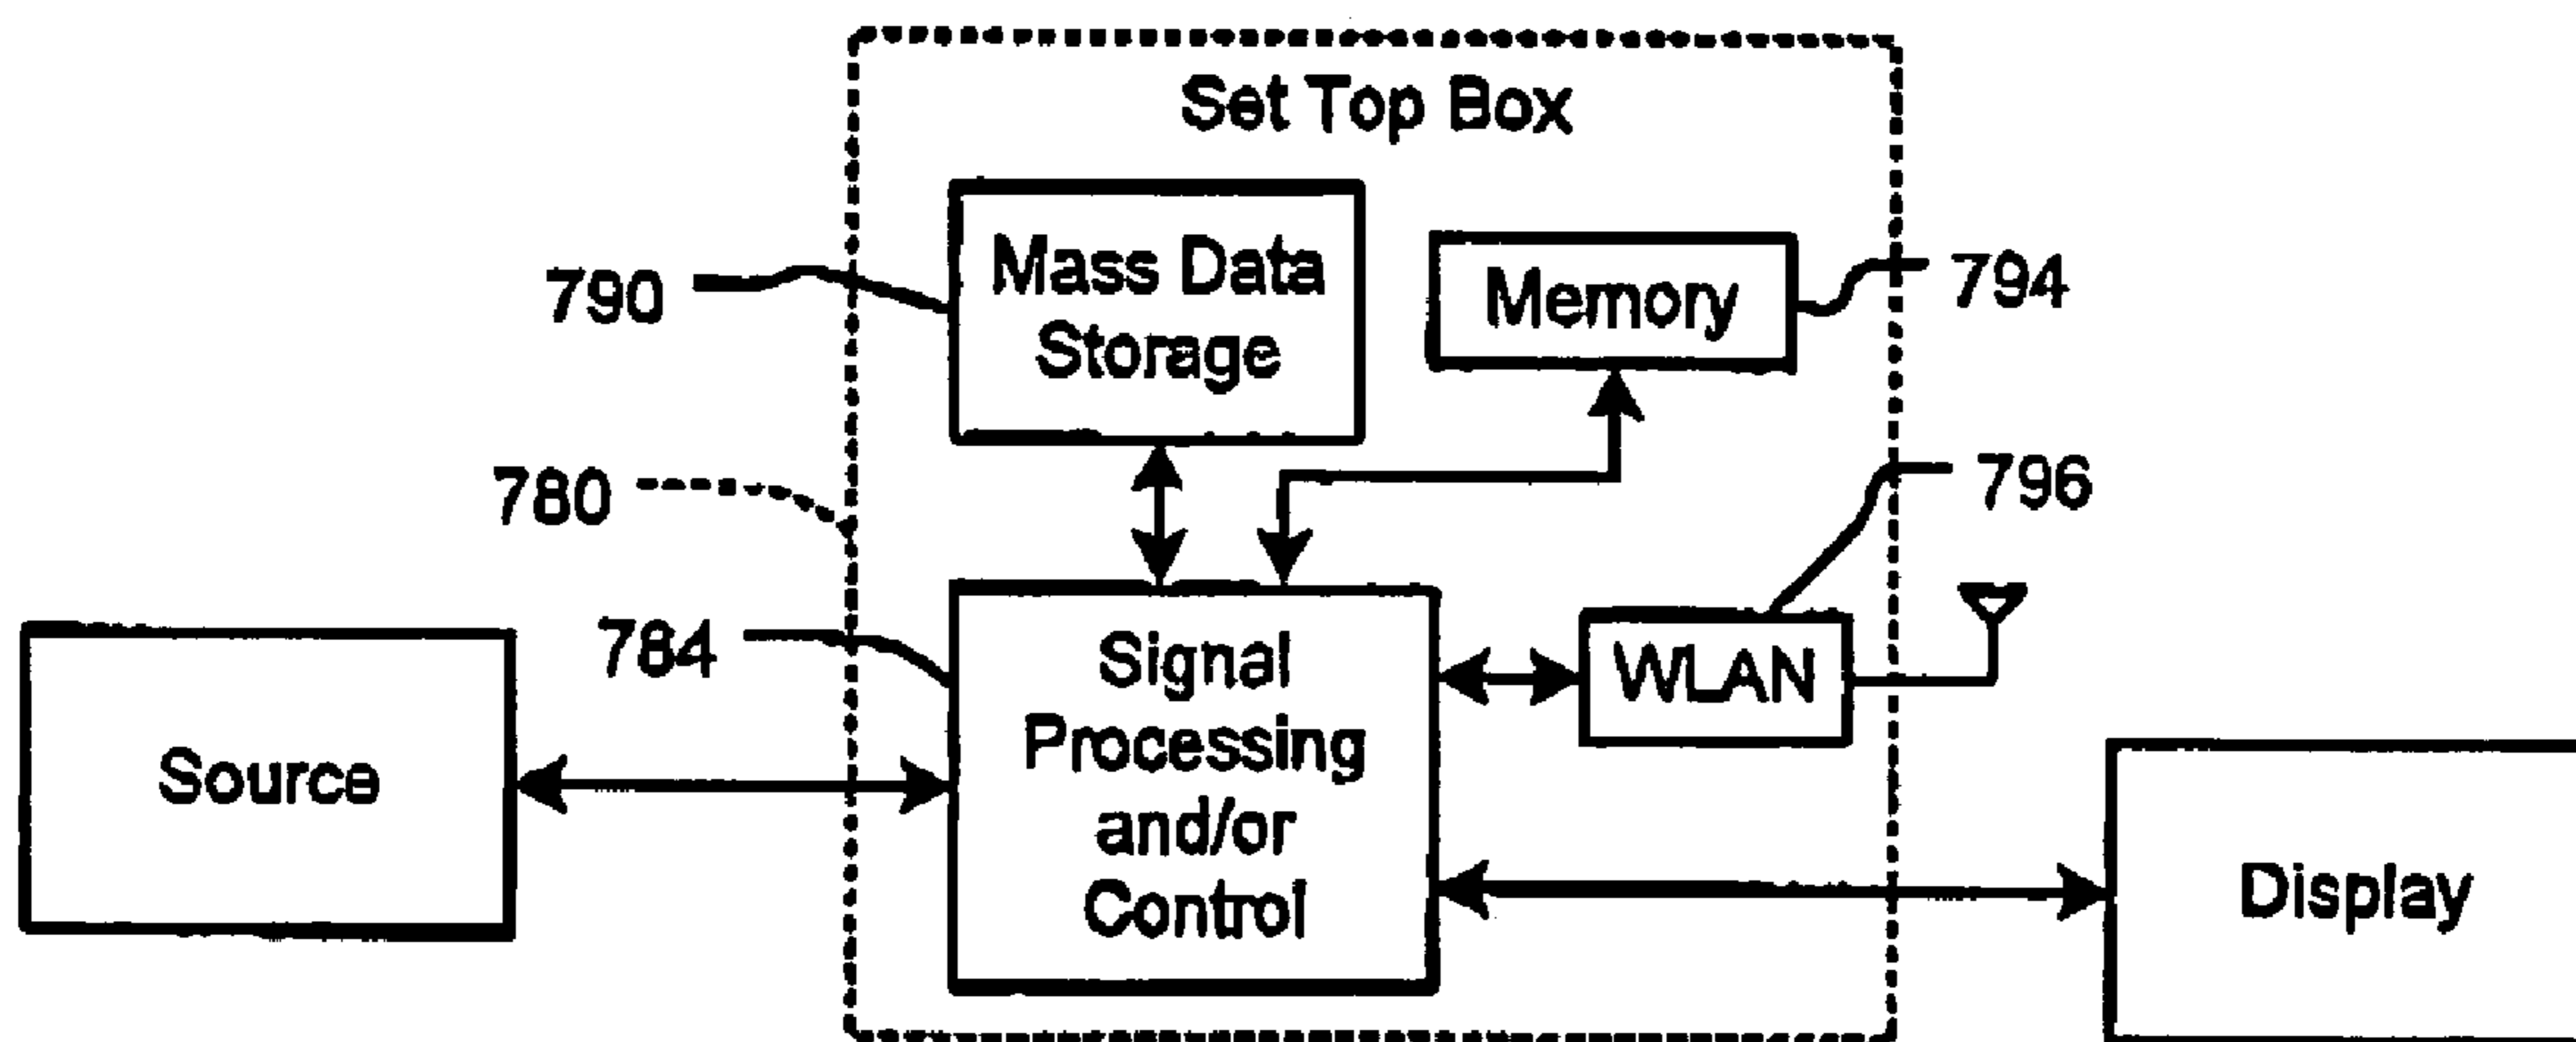 Set Top Box
790
Mass Data
Storage
Memory
794
780
796
784
Signal
Processing
and/or
Control
WLAN
Source
Display